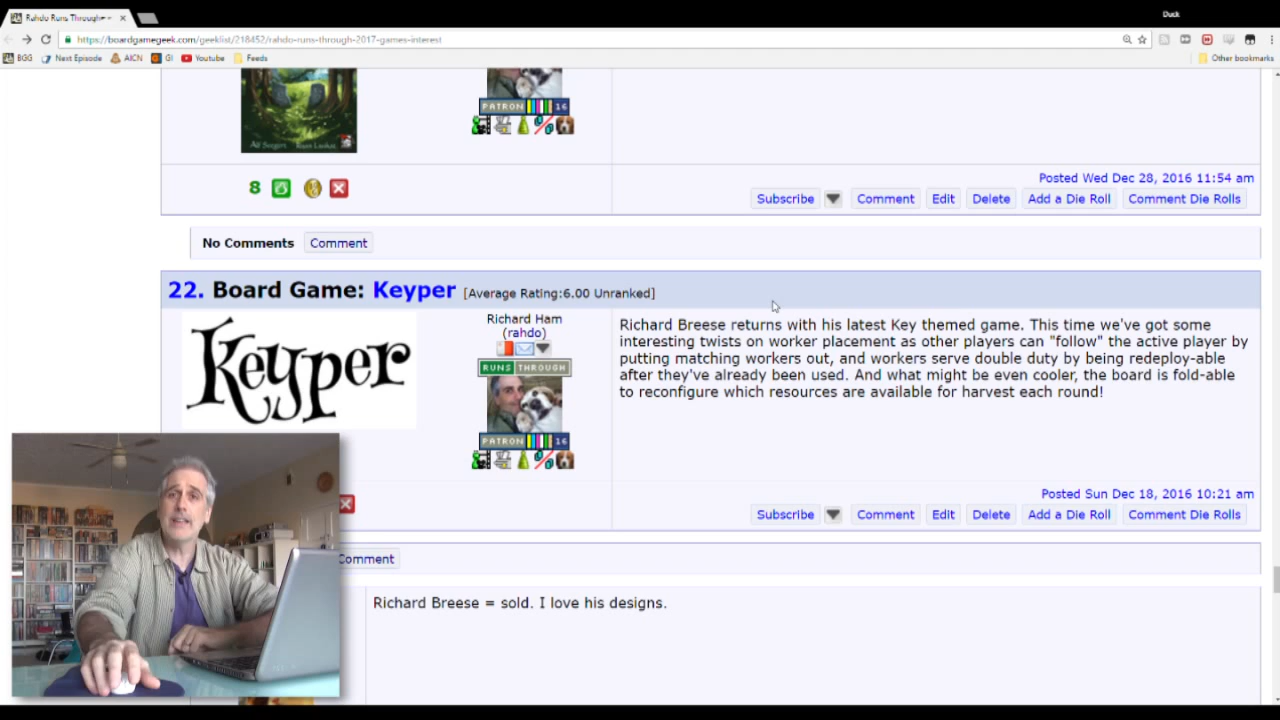 Duck
Rahdo Runs Through
https://boardgamegeek.com/geeklist/218452/rahdo-runs-through-2017-games-interest
BGG Next Episode AICN GI Youtube Feeds Other bookmarks
PATRON 16
8
Posted Wed Dec 28, 2016 11:54 am
Subscribe Comment Edit Delete Add a Die Roll Comment Die Rolls
No Comments Comment
22. Board Game: Keyper [Average Rating:6.00 Unranked]
Keyper
Richard Ham
(rahdo)
RUNS THROUGH
PATRON 16
Richard Breese returns with his latest Key themed game. This time we've got some
interesting twists on worker placement as other players can "follow" the active player by
putting matching workers out, and workers serve double duty by being redeploy-able
after they've already been used. And what might be even cooler, the board is fold-able
to reconfigure which resources are available for harvest each round!
Posted Sun Dec 18, 2016 10:21 am
Subscribe Comment Edit Delete Add a Die Roll Comment Die Rolls
Comment
Richard Breese = sold. I love his designs.